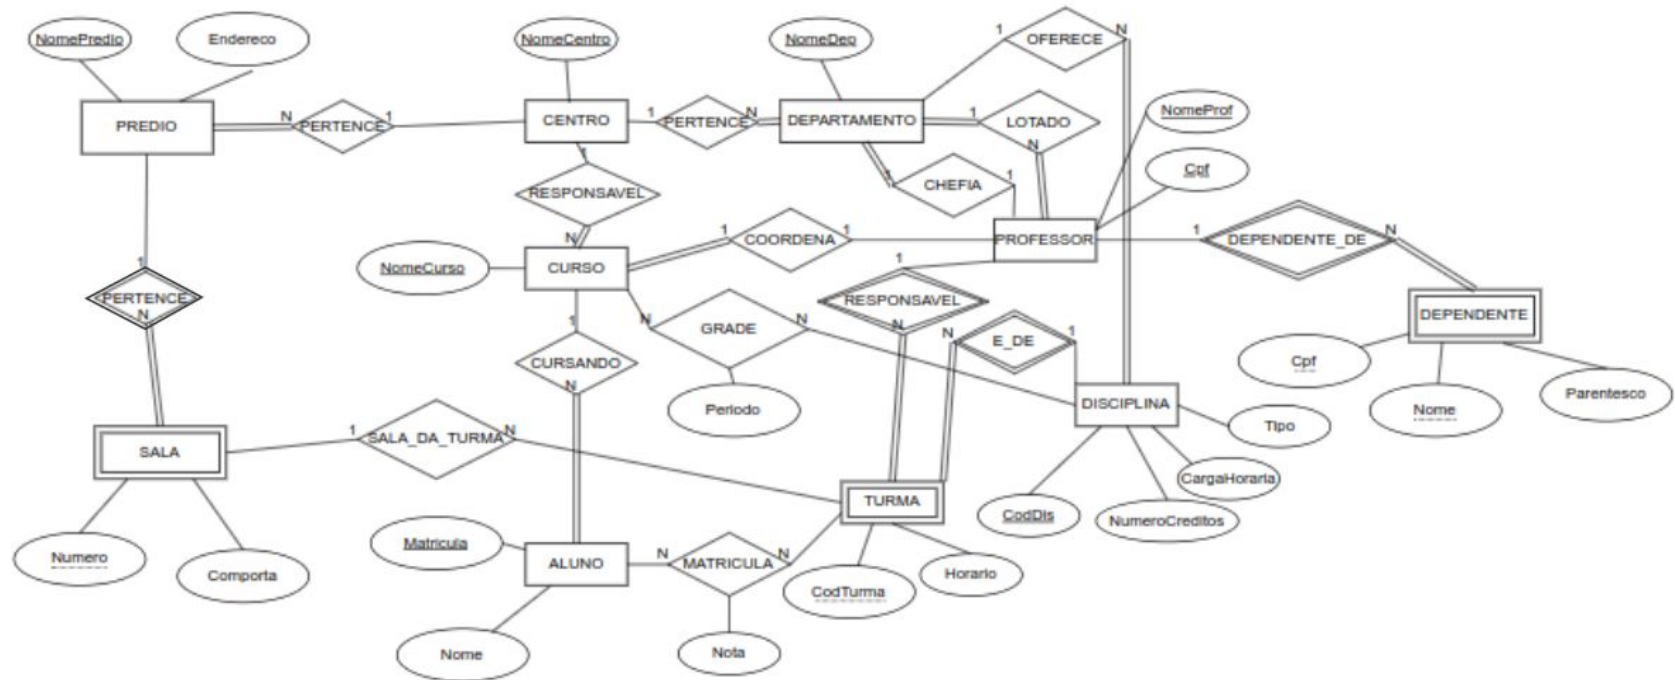 NomePredio
Endereco
NomeCentro
NomeDep
1
OFERECE
N
PREDIO
N
PERTENCE
1
CENTRO
1
PERTENCE
N
DEPARTAMENTO
1
LOTADO
N
NomeProf
Cpf
1
RESPONSAVEL
N
1
CHEFIA
1
NomeCurso
CURSO
1
COORDENA
1
PROFESSOR
1
DEPENDENTE_DE
N
1
PERTENCE
N
1
RESPONSAVEL
N
DEPENDENTE
Cpf
Nome
Parentesco
N
GRADE
N
Periodo
N
E_DE
1
1
CURSANDO
N
DISCIPLINA
Tipo
CargaHoraria
NumeroCreditos
CodDis
SALA
1
SALA_DA_TURMA
N
TURMA
Numero
Comporta
Matricula
ALUNO
N
MATRICULA
N
CodTurma
Horario
Nome
Nota